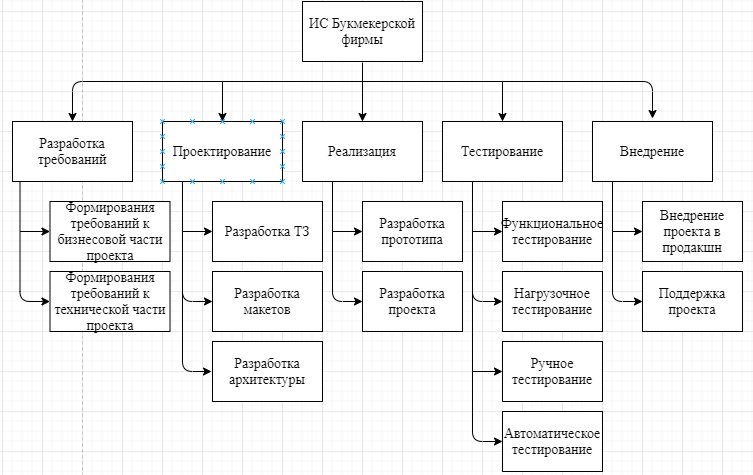 ИС Букмекерской
фирмы
Разработка
требований
Проектирование
Реализация
Тестирование
Внедрение
Формирования
требований к
бизнесовой части
проекта
Формирования
требований к
технической части
проекта
Разработка ТЗ
Разработка
макетов
Разработка
архитектуры
Разработка
прототипа
Разработка
проекта
Функциональное
тестирование
Нагрузочное
тестирование
Ручное
тестирование
Автоматическое
тестирование
Внедрение
проекта в
продакшн
Поддержка
проекта